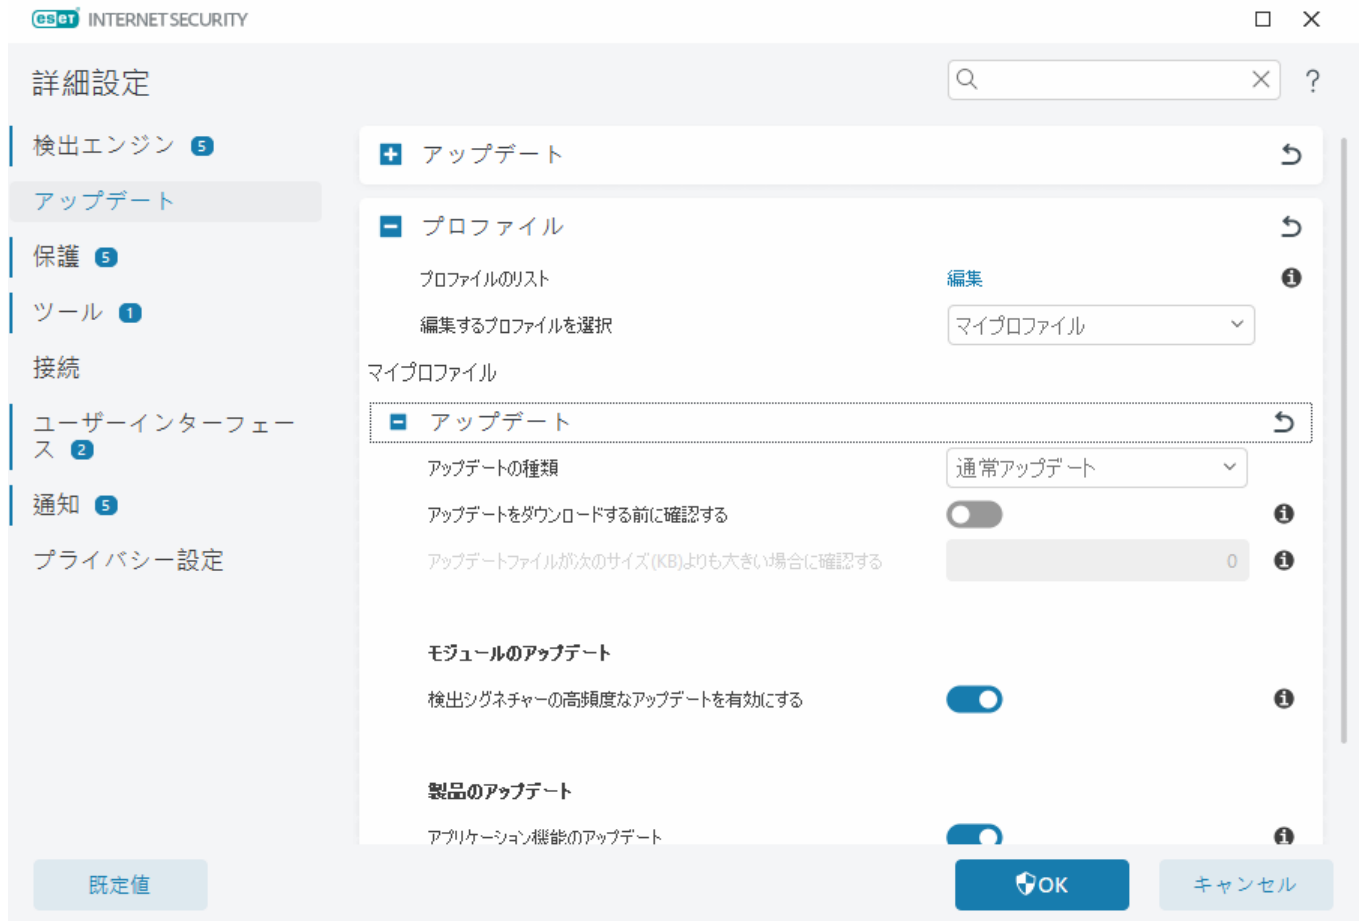 eset INTERNET SECURITY
詳細設定
?
検出エンジン 5
アップデート
保護 5
ツール 1
接続
ユーザーインターフェー
ス 2
通知 5
プライバシー設定
アップデート
プロファイル
プロファイルのリスト 編集
編集するプロファイルを選択 マイプロファイル
マイプロファイル
アップデート
アップデートの種類 通常アップデート
アップデートをダウンロードする前に確認する
アップデートファイルが次のサイズ(KB)よりも大きい場合に確認する 0
モジュールのアップデート
検出シグネチャーの高頻度なアップデートを有効にする
製品のアップデート
アプリケーション機能のアップデート
既定値 OK キャンセル